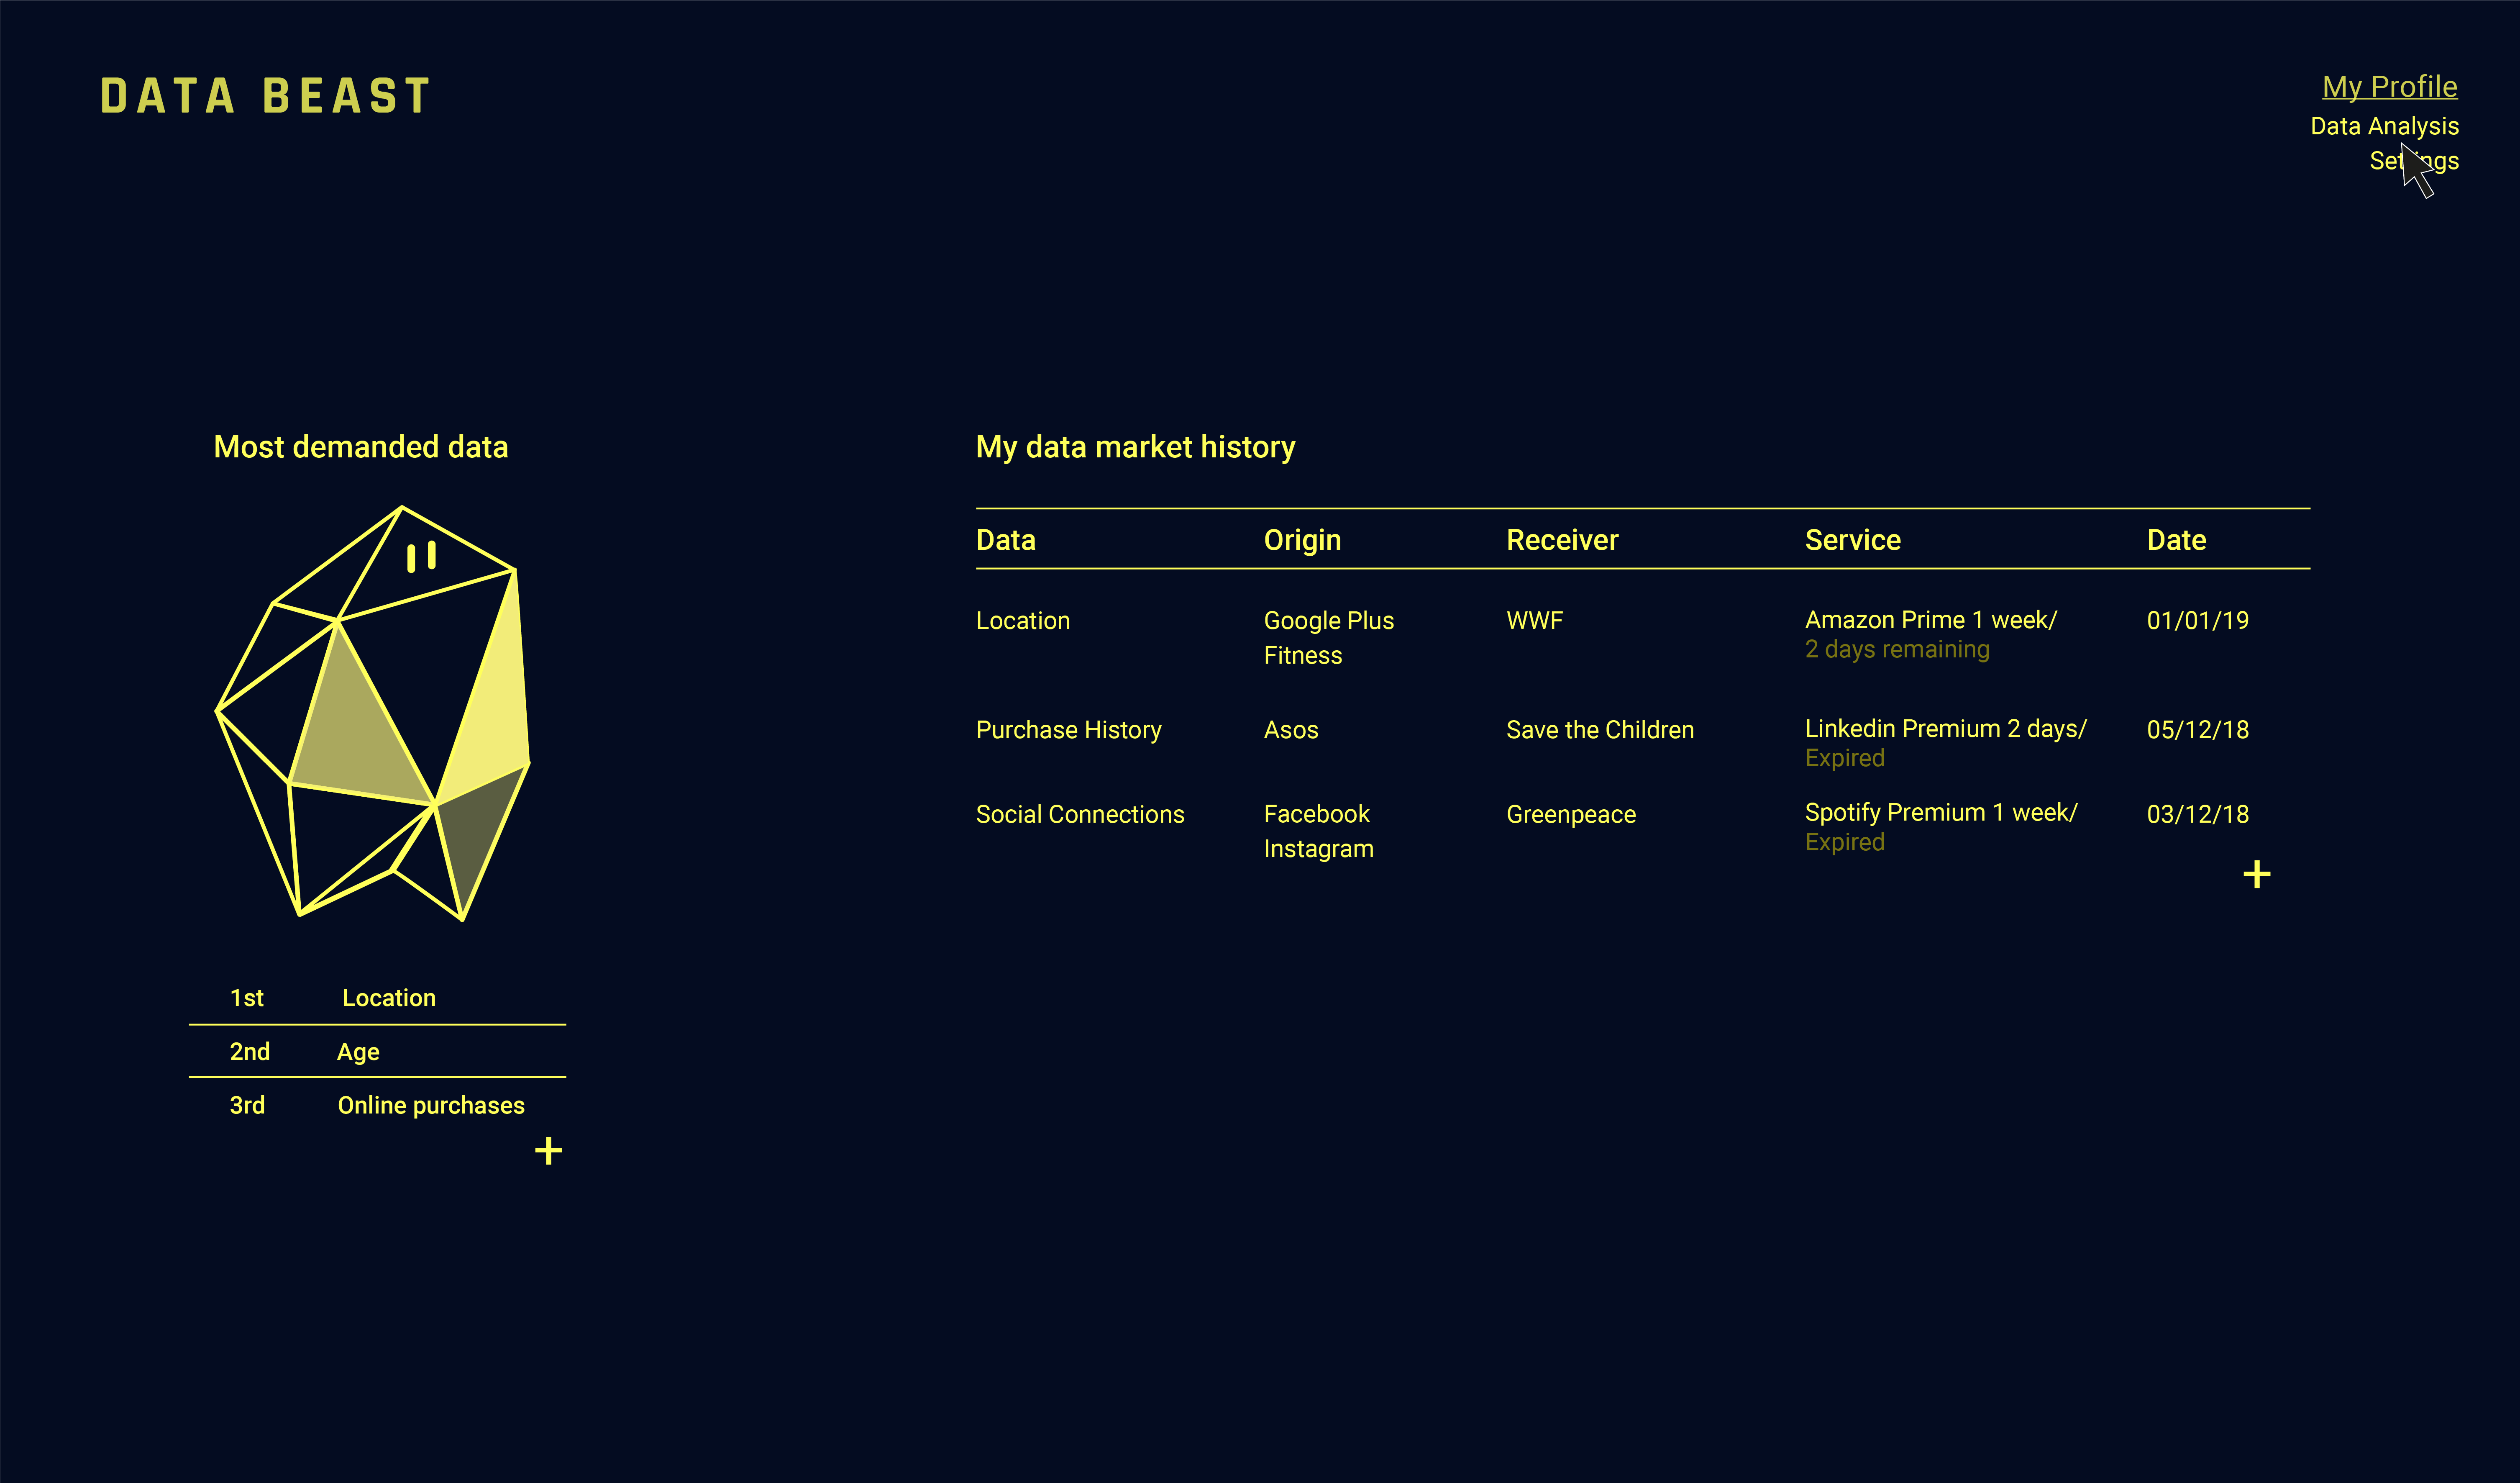 DATA BEAST
My Profile
Data Analysis
Settings
Most demanded data
1st Location
2nd Age
3rd Online purchases
+
My data market history
Data Origin Receiver Service Date
Location Google Plus WWF Amazon Prime 1 week/ 01/01/19
Fitness 2 days remaining
Purchase History Asos Save the Children Linkedin Premium 2 days/ 05/12/18
Expired
Social Connections Facebook Greenpeace Spotify Premium 1 week/ 03/12/18
Instagram Expired
+